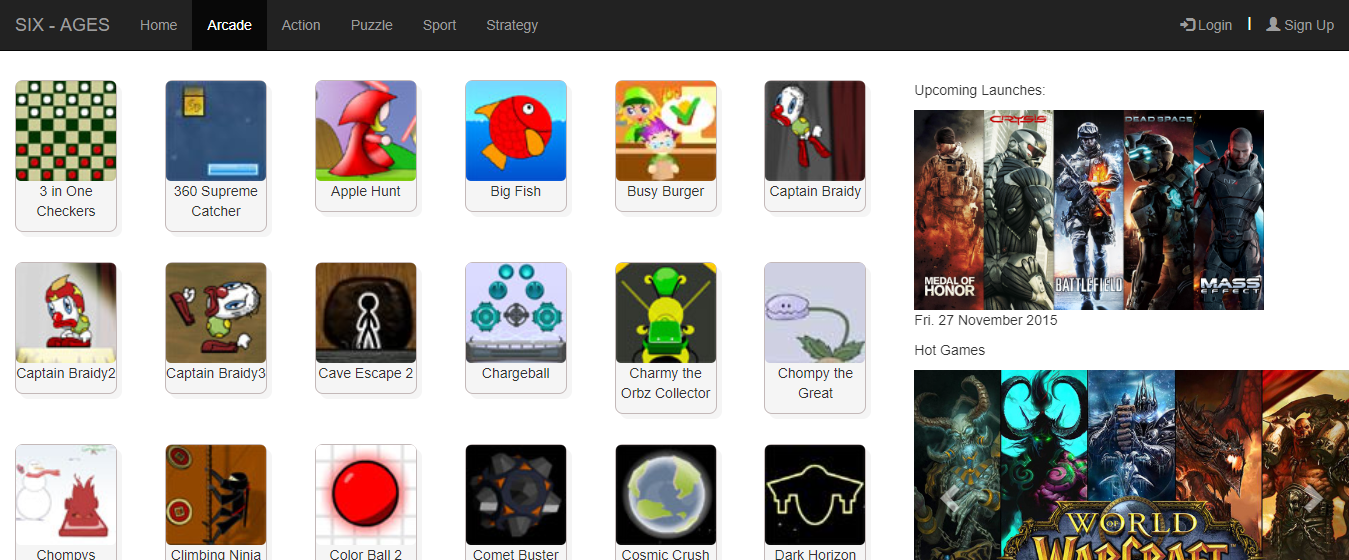 SIX - AGES
Home
Arcade
Action
Puzzle
Sport
Strategy
Login
Sign Up
3 in One
Checkers
360 Supreme
Catcher
Apple Hunt
Big Fish
Busy Burger
Captain Braidy
Captain Braidy2
Captain Braidy3
Cave Escape 2
Chargeball
Charmy the
Orbz Collector
Chompy the
Great
Chompys
Climbing Ninja
Color Ball 2
Comet Buster
Cosmic Crush
Dark Horizon
Upcoming Launches:
CRYSIS
DEAD SPACE
MEDAL OF
HONOR
BATTLEFIELD
MASS
EFFECT
Fri. 27 November 2015
Hot Games
WORLD
OF
WARCRAFT